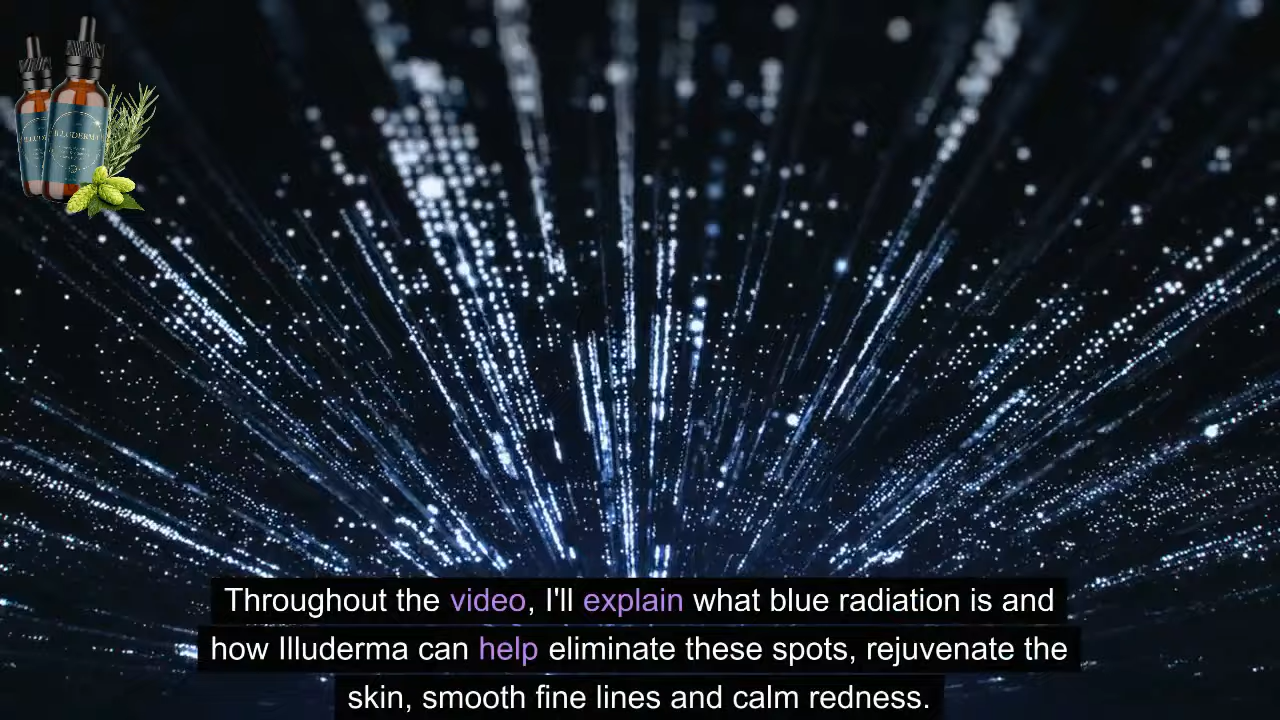 ILLUDERMA
Throughout the video, I'll explain what blue radiation is and
how Illuderma can help eliminate these spots, rejuvenate the
skin, smooth fine lines and calm redness.